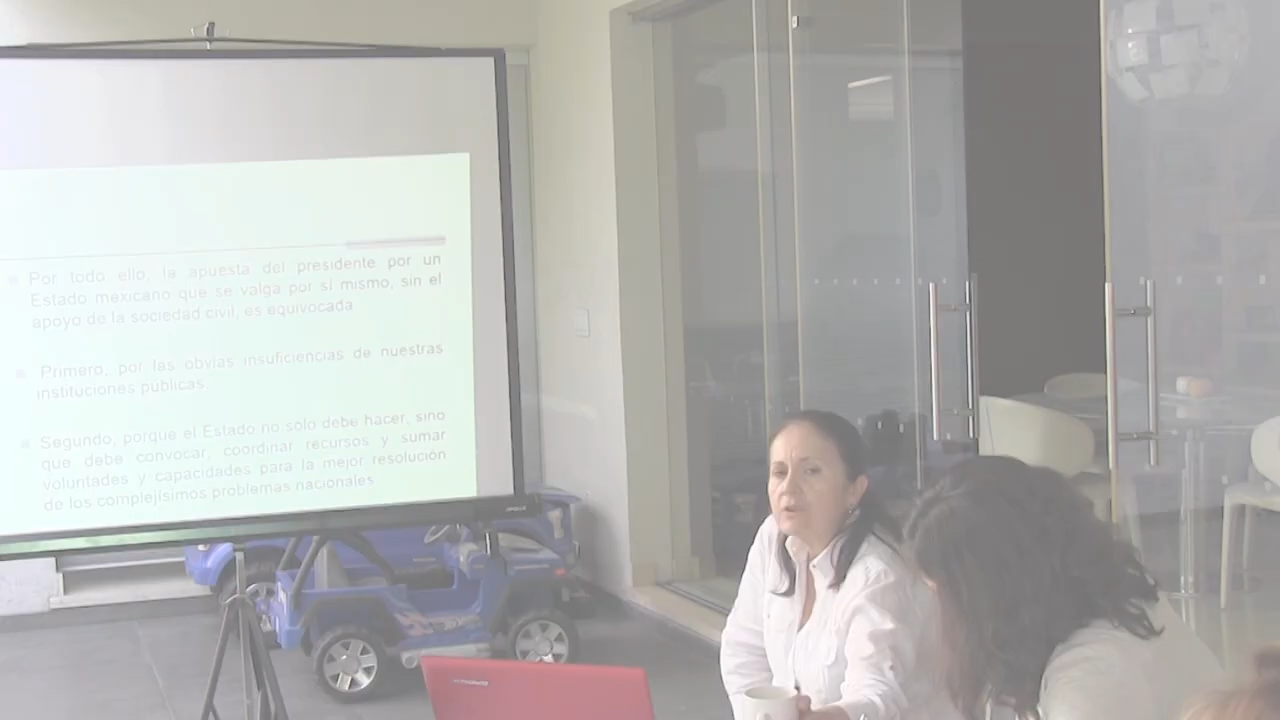 Por todo ello, la apuesta del presidente por un
Estado mexicano que se valga por sí mismo, sin el
apoyo de la sociedad civil, es equivocada
Primero, por las obvias insuficiencias de nuestras
instituciones públicas
Segundo, porque el Estado no solo debe hacer, sino
que debe convocar, coordinar recursos y sumar
voluntades y capacidades para la mejor resolución
de los complejísimos problemas nacionales